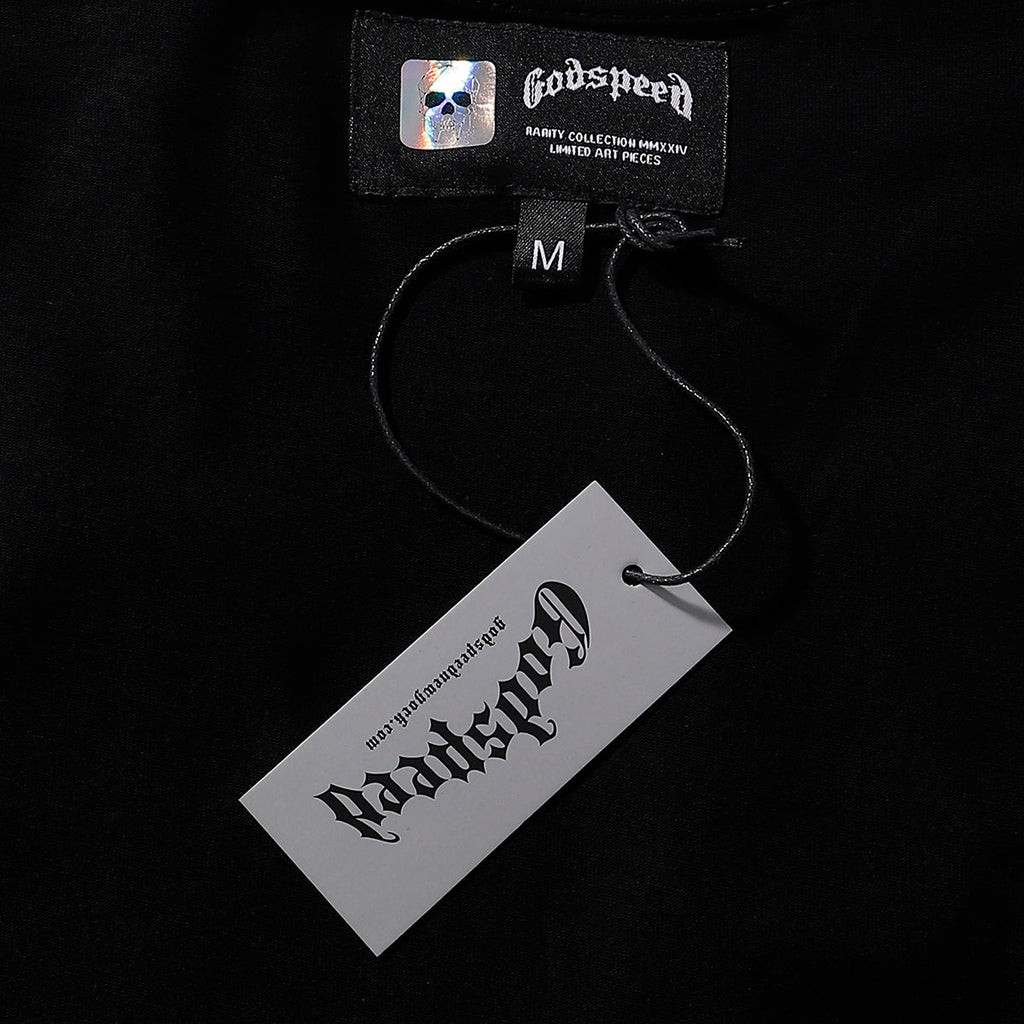 Godspeed
RARITY COLLECTION MMXXIV
LIMITED ART PIECES
M
Godspeed
godspeednewyork.com